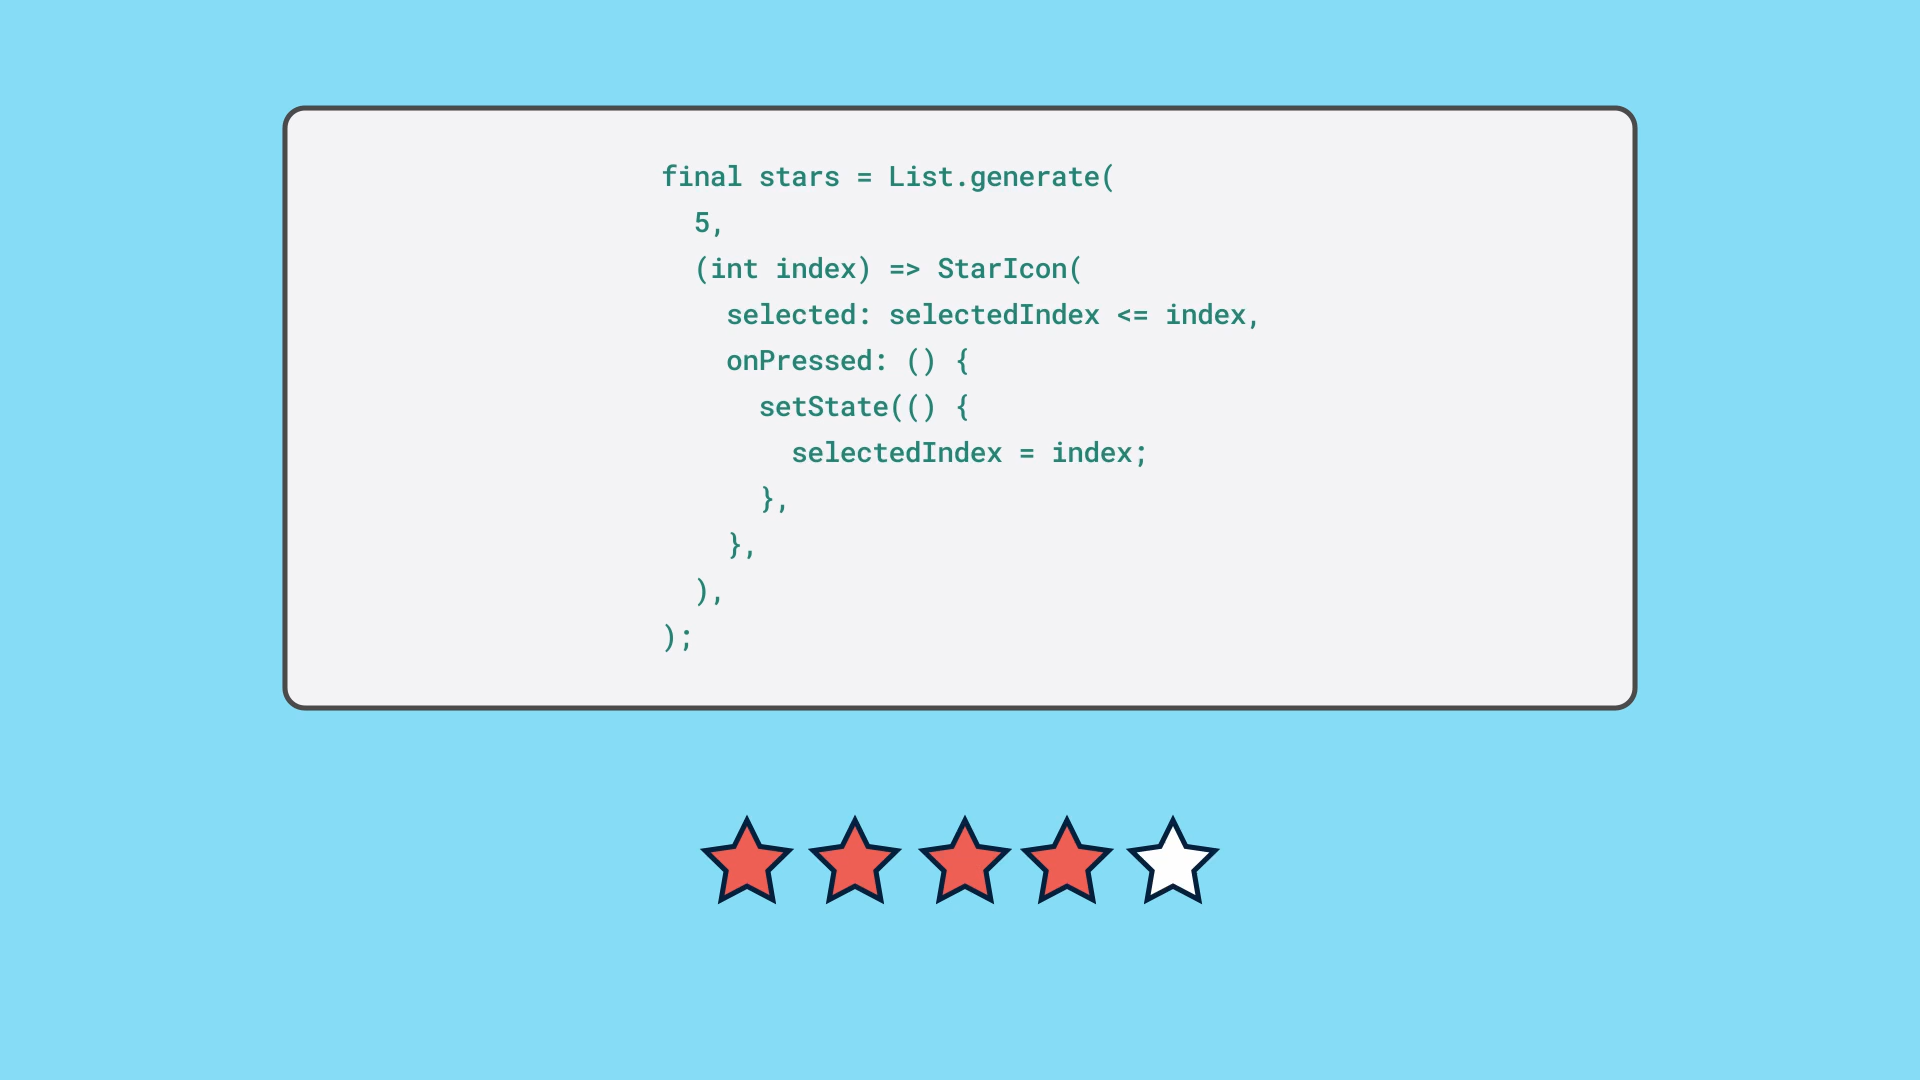 final stars = List.generate(
  5,
  (int index) => StarIcon(
    selected: selectedIndex <= index,
    onPressed: () {
      setState(() {
        selectedIndex = index;
      },
    },
  ),
);